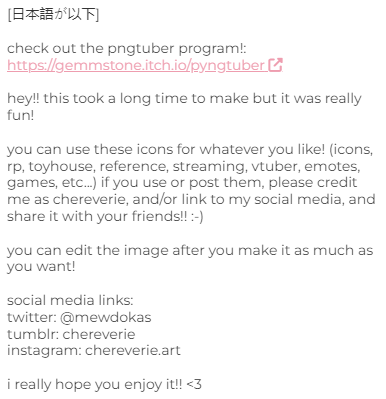 [日本語が以下]
check out the pngtuber program!:
https://gemmstone.itch.io/pyngtuber
hey!! this took a long time to make but it was really
fun!
you can use these icons for whatever you like! (icons,
rp, toyhouse, reference, streaming, vtuber, emotes,
games, etc...) if you use or post them, please credit
me as chereverie, and/or link to my social media, and
share it with your friends!! :-)
you can edit the image after you make it as much as
you want!
social media links:
twitter: @mewdokas
tumblr: chereverie
instagram: chereverie.art
i really hope you enjoy it!! <3